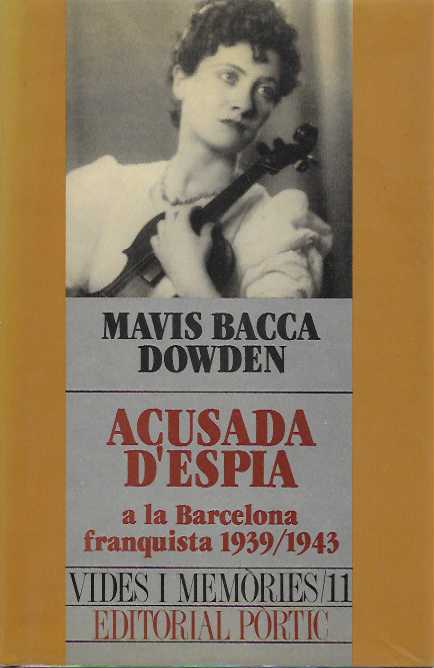 MAVIS BACCA
DOWDEN
ACUSADA
D'ESPIA
a la Barcelona
franquista 1939/1943
VIDES I MEMÒRIES/11
EDITORIAL PÒRTIC